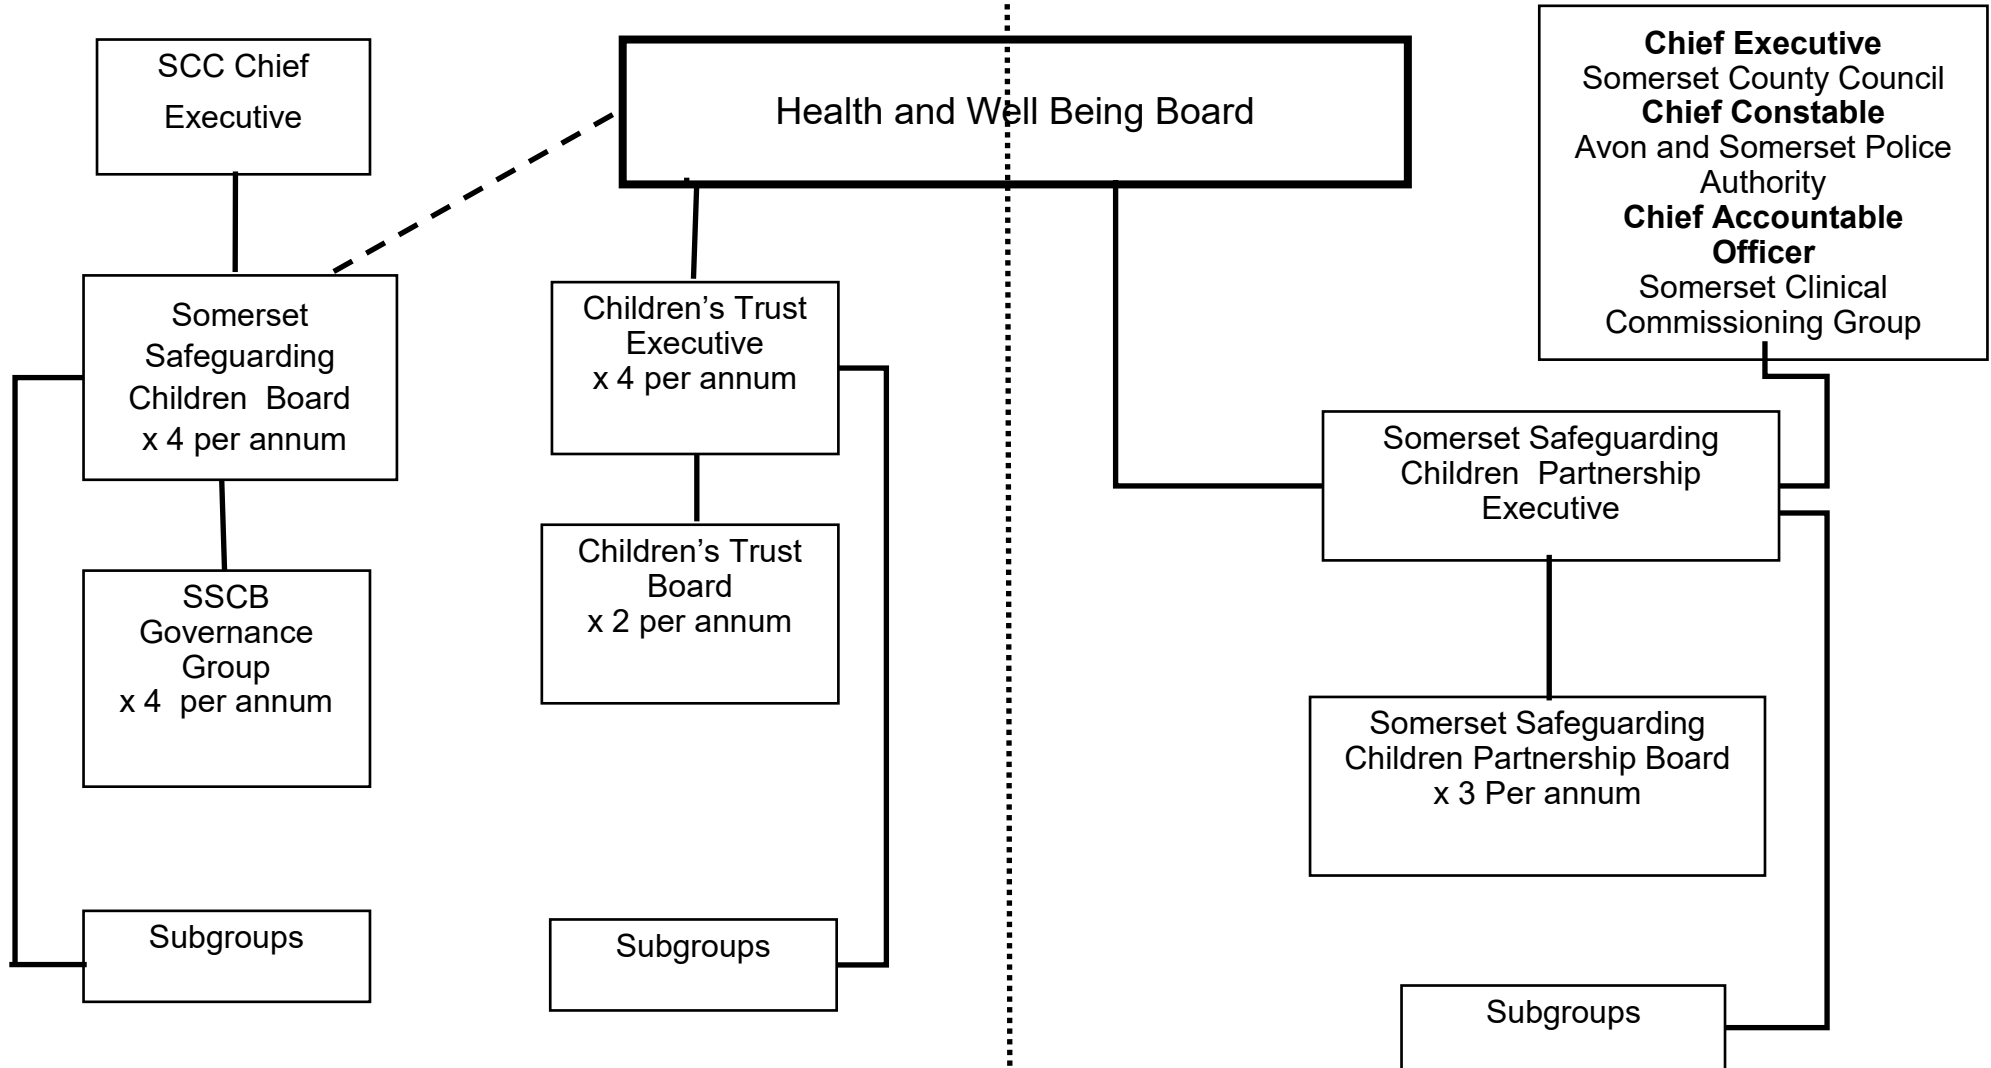 SCC Chief
Executive
Health and Well Being Board
Chief Executive
Somerset County Council
Chief Constable
Avon and Somerset Police
Authority
Chief Accountable
Officer
Somerset Clinical
Commissioning Group
Somerset
Safeguarding
Children  Board
x 4 per annum
Children’s Trust
Executive
x 4 per annum
Somerset Safeguarding
Children  Partnership
Executive
SSCB
Governance
Group
x 4  per annum
Children’s Trust
Board
x 2 per annum
Somerset Safeguarding
Children Partnership Board
x 3 Per annum
Subgroups
Subgroups
Subgroups